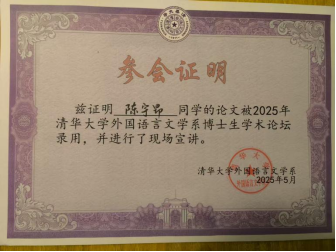 参会证明
兹证明 陈宇昂 同学的论文被2025年
清华大学外国语言文学系博士生学术论坛
录用，并进行了现场宣讲。
清华大学外国语言文学系
2025年5月